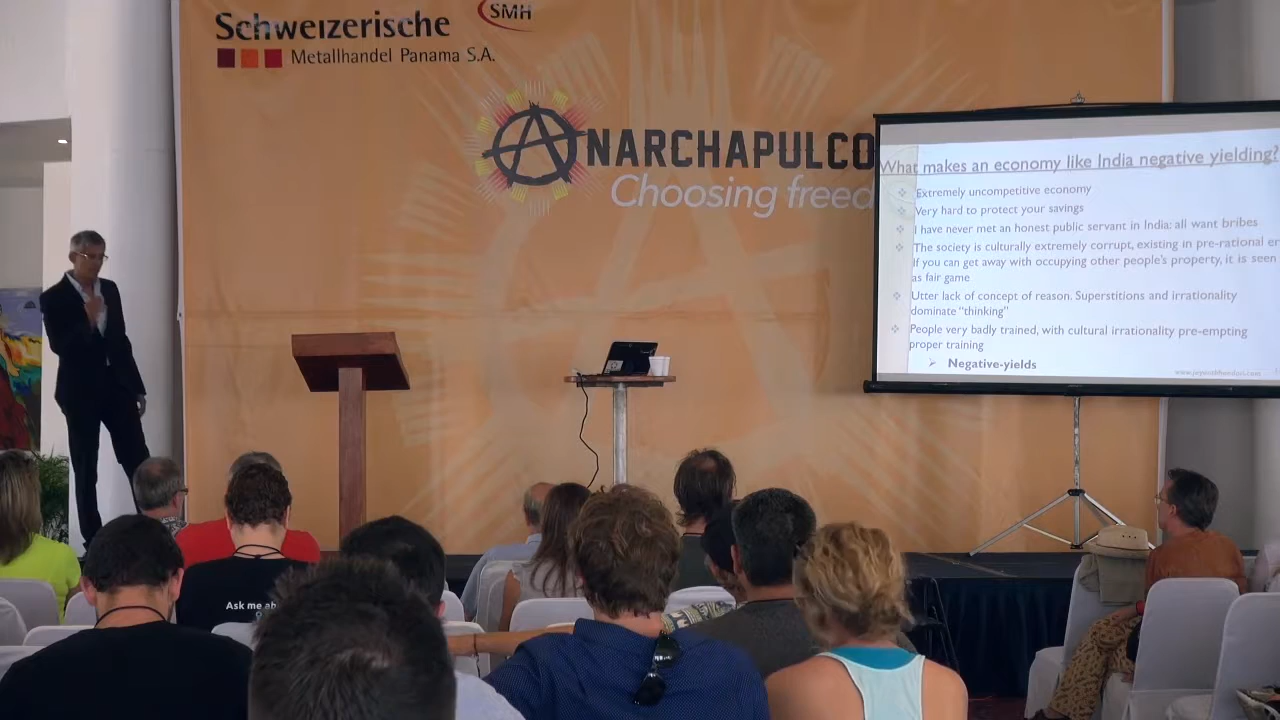 Schweizerische
SMH
Metallhandel Panama S.A.
NARCHAPULCO
Choosing freed
What makes an economy like India negative yielding?
Extremely uncompetitive economy
Very hard to protect your savings
I have never met an honest public servant in India: all want bribes
The society is culturally extremely corrupt, existing in pre-rational er
If you can get away with occupying other people's property, it is seen
as fair game
Utter lack of concept of reason. Superstitions and irrationality
dominate "thinking"
People very badly trained, with cultural irrationality pre-empting
proper training
Negative-yields
Ask me ab